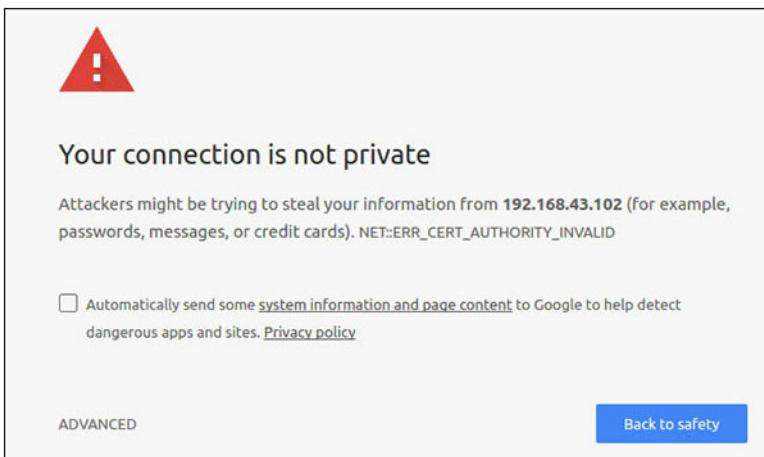 !
Your connection is not private
Attackers might be trying to steal your information from 192.168.43.102 (for example,
passwords, messages, or credit cards). NET::ERR_CERT_AUTHORITY_INVALID
Automatically send some system information and page content to Google to help detect
dangerous apps and sites. Privacy policy
ADVANCED
Back to safety